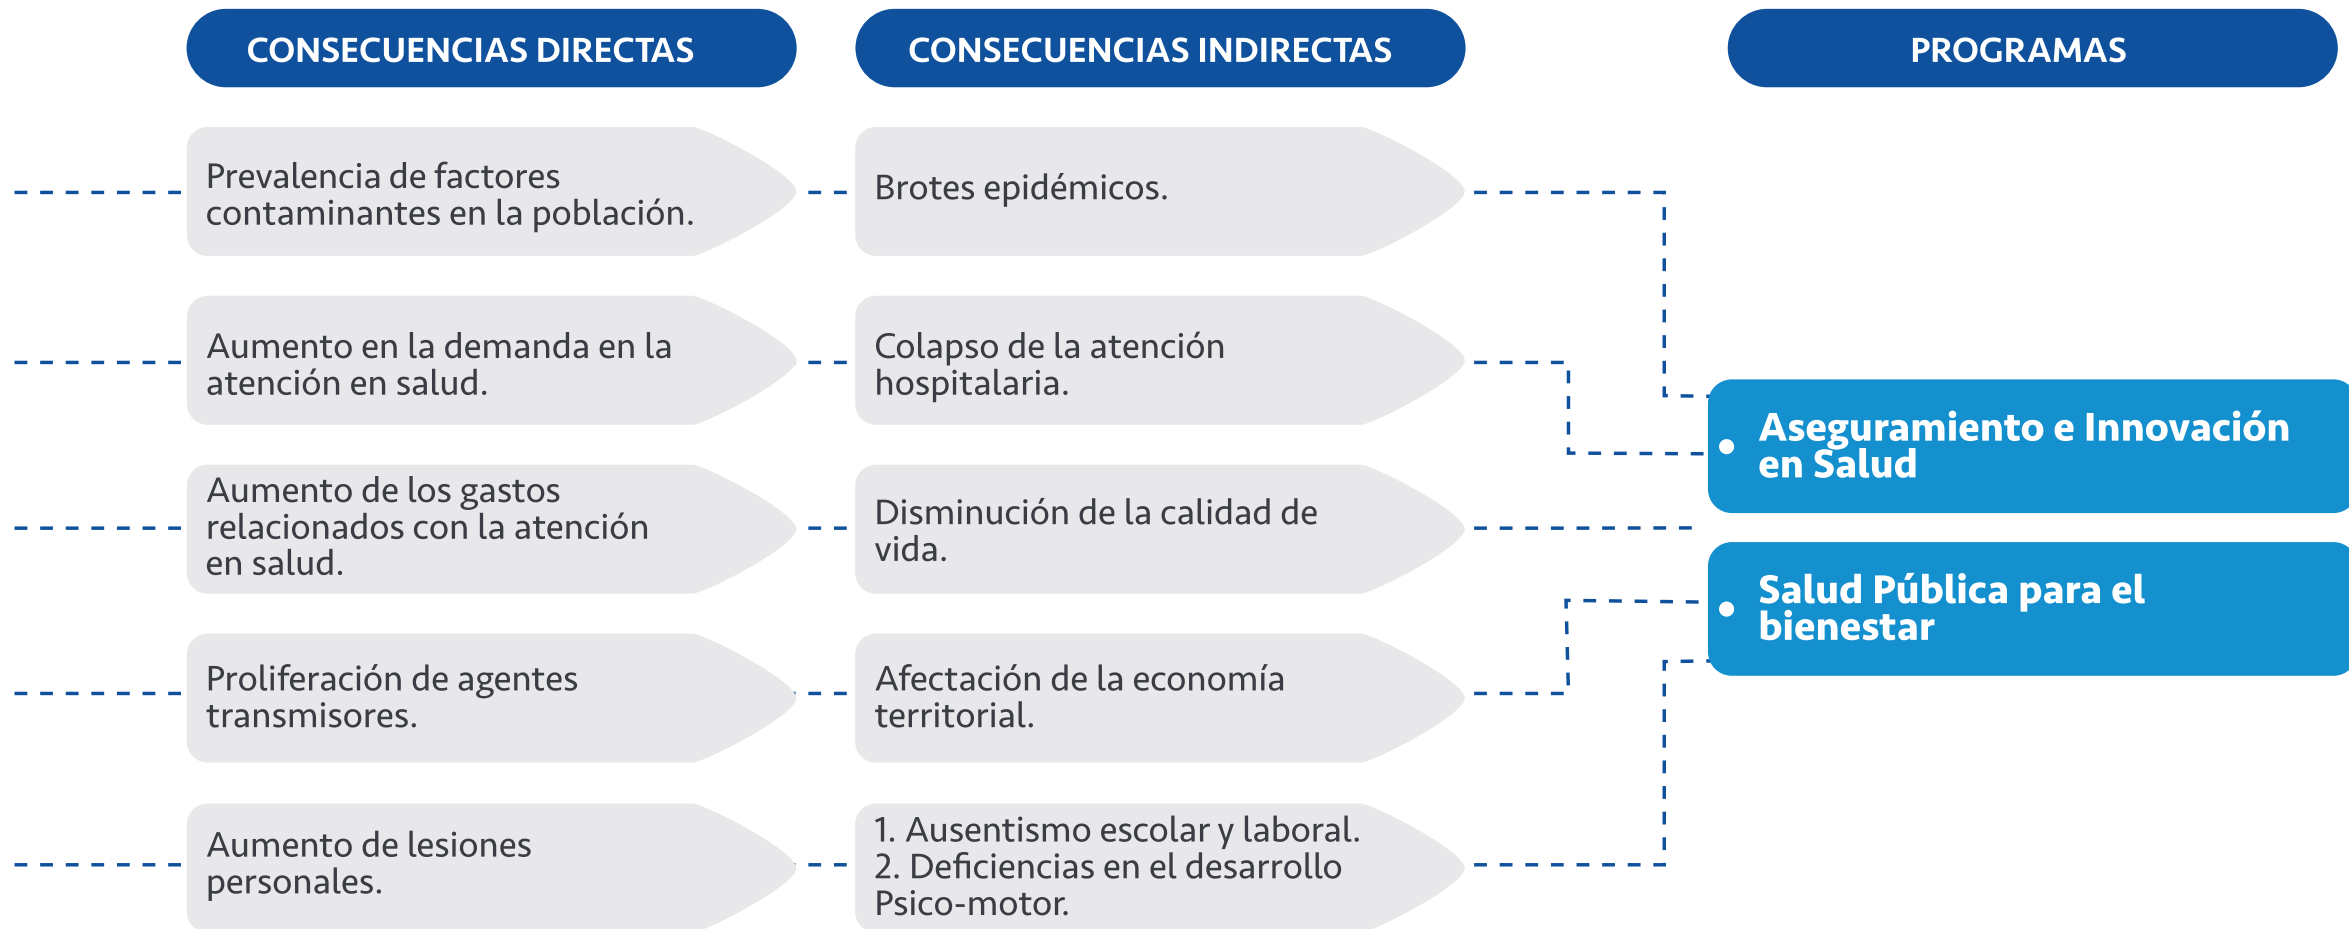 CONSECUENCIAS DIRECTAS
CONSECUENCIAS INDIRECTAS
PROGRAMAS
Prevalencia de factores
contaminantes en la población.
Brotes epidémicos.
Aumento en la demanda en la
atención en salud.
Colapso de la atención
hospitalaria.
Aumento de los gastos
relacionados con la atención
en salud.
Disminución de la calidad de
vida.
Proliferación de agentes
transmisores.
Afectación de la economía
territorial.
Aumento de lesiones
personales.
1. Ausentismo escolar y laboral.
2. Deficiencias en el desarrollo
Psico-motor.
• Aseguramiento e Innovación
en Salud
• Salud Pública para el
bienestar